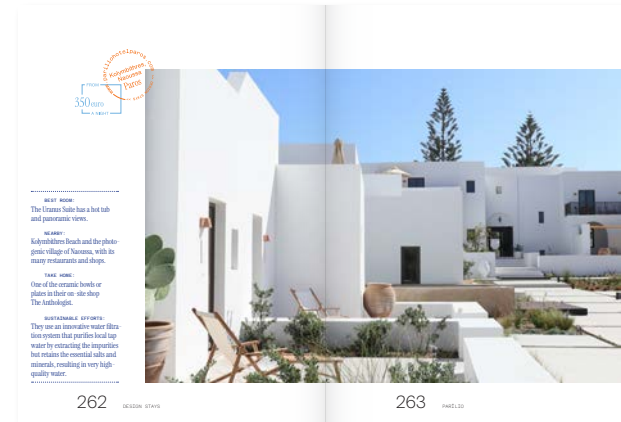 pariliohotelparos.com
Kolymbithres,
Naoussa
Paros
FROM
350 euro
A NIGHT
BEST ROOM:
The Uranus Suite has a hot tub
and panoramic views.
NEARBY:
Kolymbithres Beach and the photo-
genic village of Naoussa, with its
many restaurants and shops.
TAKE HOME:
One of the ceramic bowls or
plates in their on-site shop
The Anthologist.
SUSTAINABLE EFFORTS:
They use an innovative water filtra-
tion system that purifies local tap
water by extracting the impurities
but retains the essential salts and
minerals, resulting in very high-
quality water.
262 DESIGN STAYS
263 PARĪLIO